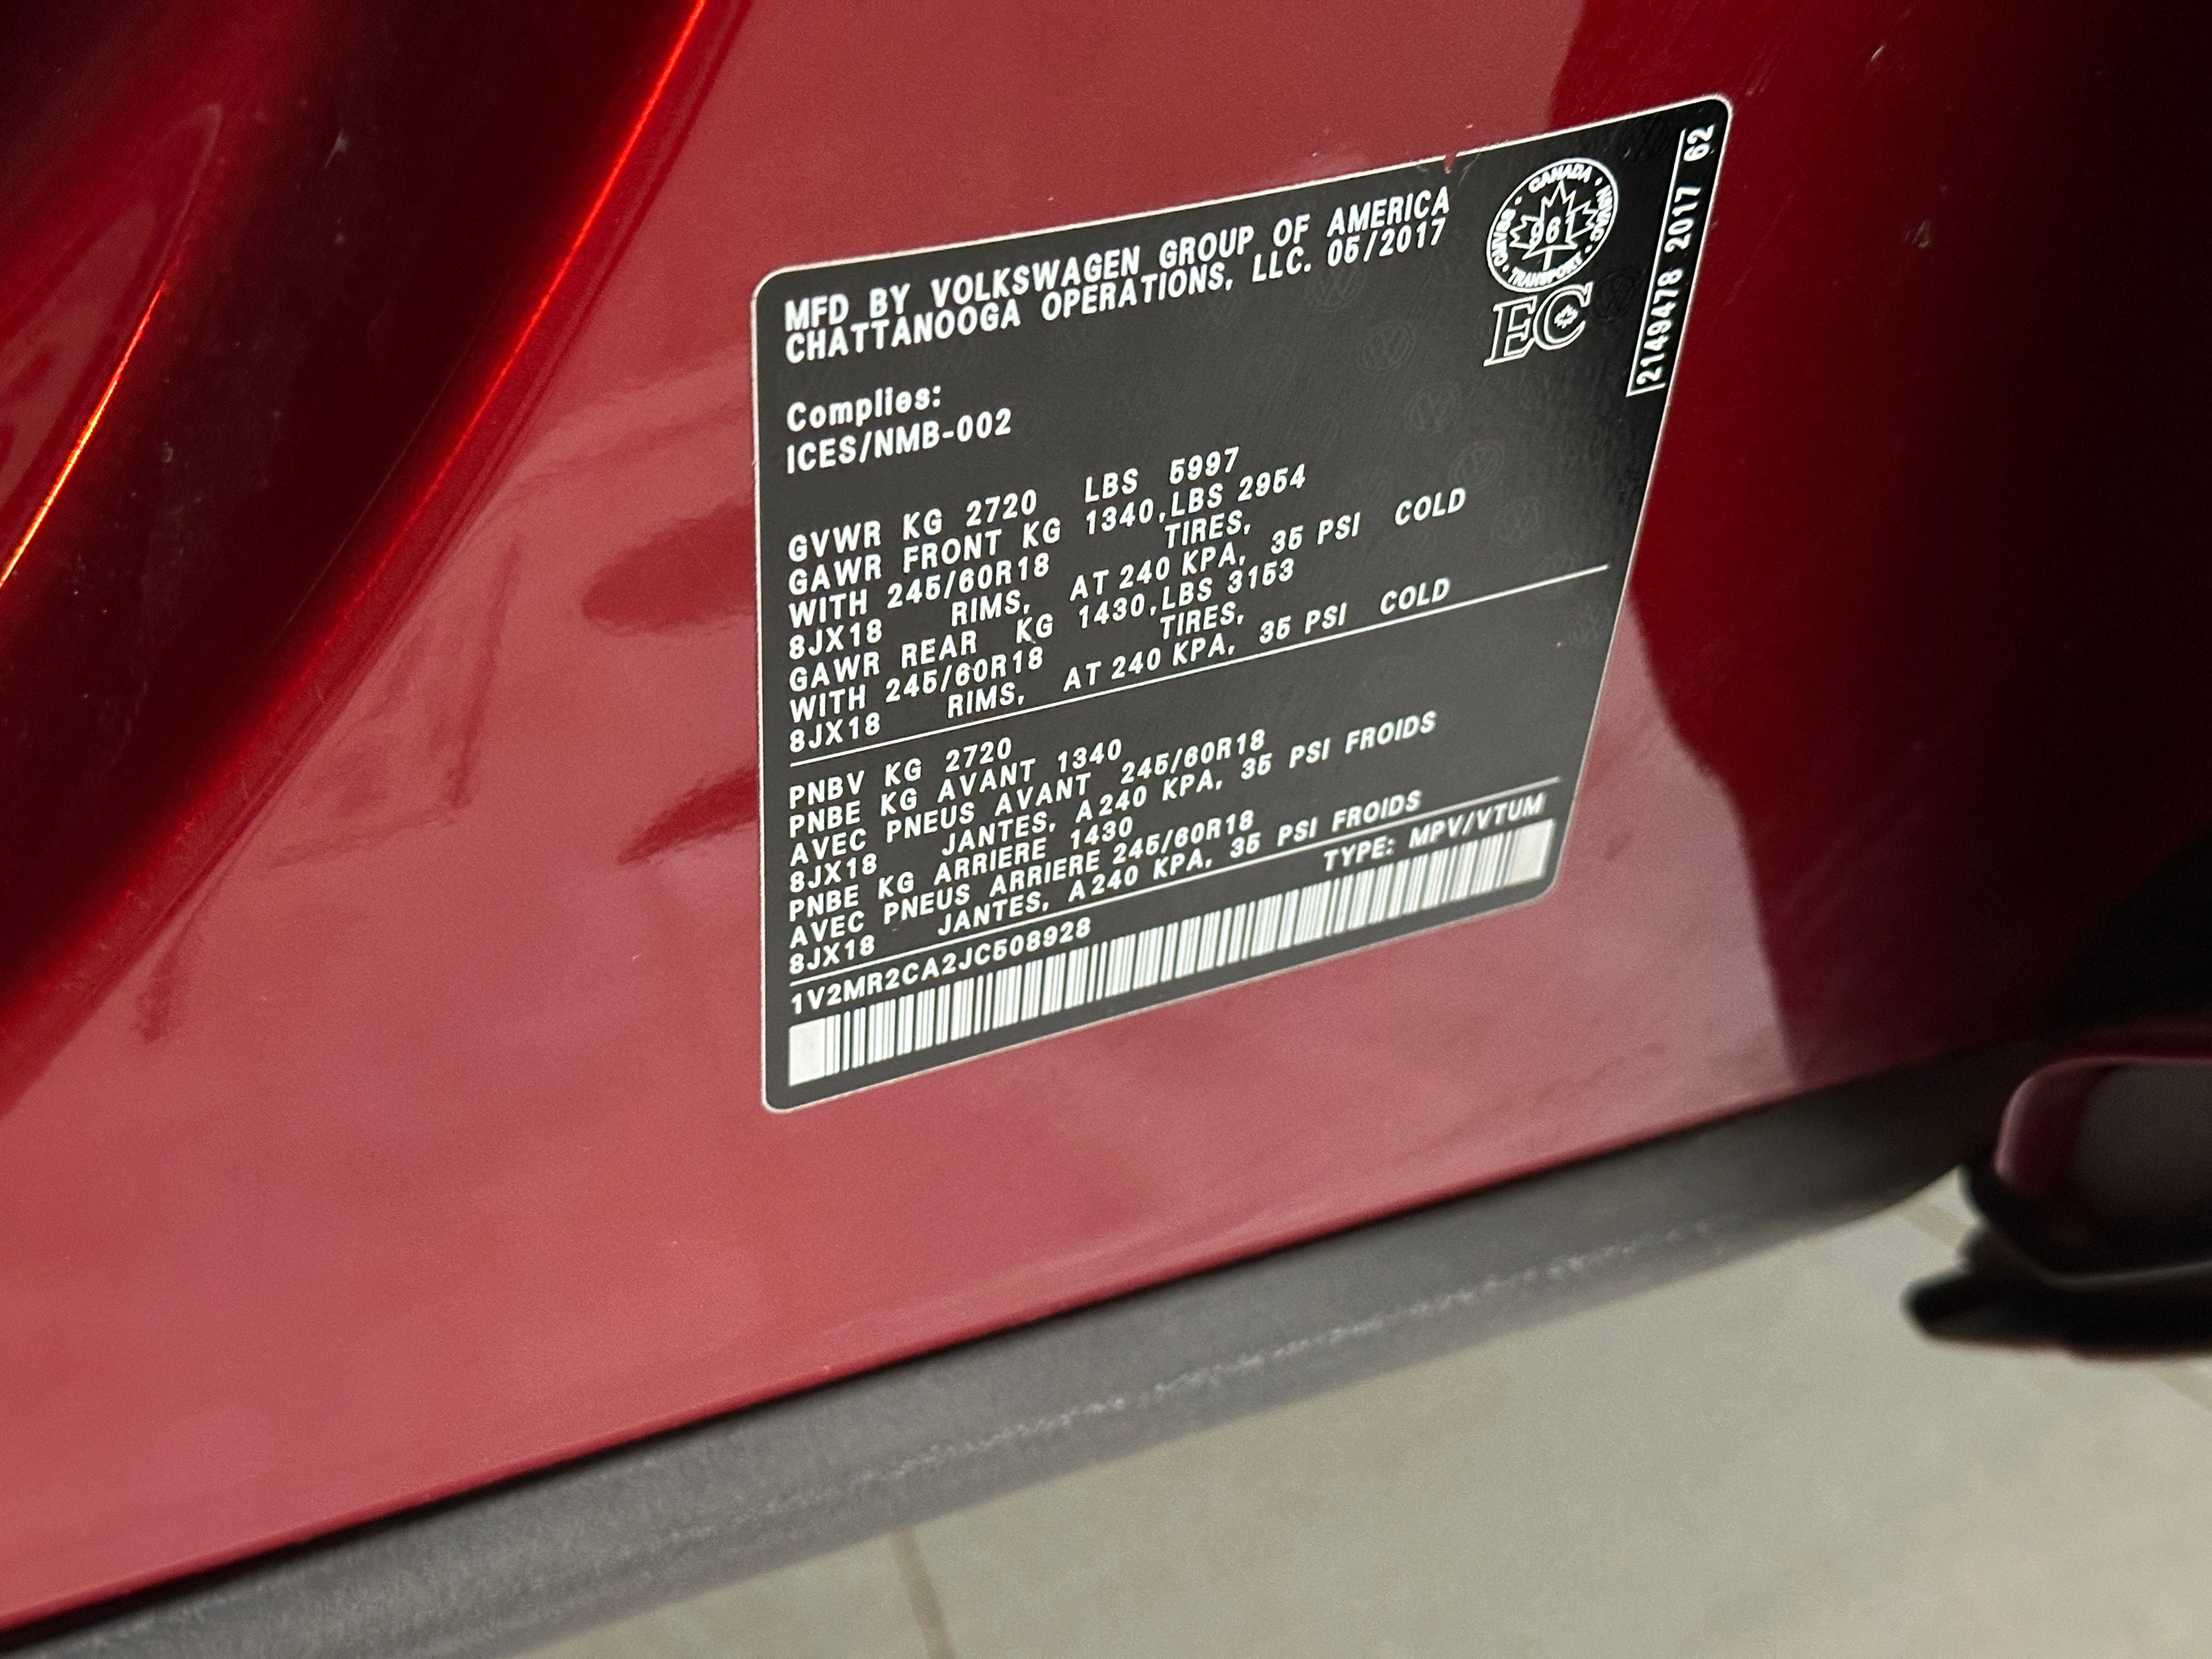 MFD BY VOLKSWAGEN GROUP OF AMERICA
CHATTANOOGA OPERATIONS, LLC. 05/2017
CANADA
CMVSS · NSVAC
96
TRANSPORT
EC
2149478 2017 62
Complies:
ICES/NMB-002
GVWR KG 2720 LBS 5997
GAWR FRONT KG 1340,LBS 2954
WITH 245/60R18 TIRES,
8JX18 RIMS, AT 240 KPA, 35 PSI COLD
GAWR REAR KG 1430,LBS 3153
WITH 245/60R18 TIRES,
8JX18 RIMS, AT 240 KPA, 35 PSI COLD
PNBV KG 2720
PNBE KG AVANT 1340
AVEC PNEUS AVANT 245/60R18
8JX18 JANTES, A 240 KPA, 35 PSI FROIDS
PNBE KG ARRIERE 1430
AVEC PNEUS ARRIERE 245/60R18
8JX18 JANTES, A 240 KPA, 35 PSI FROIDS
1V2MR2CA2JC508928 TYPE: MPV/VTUM